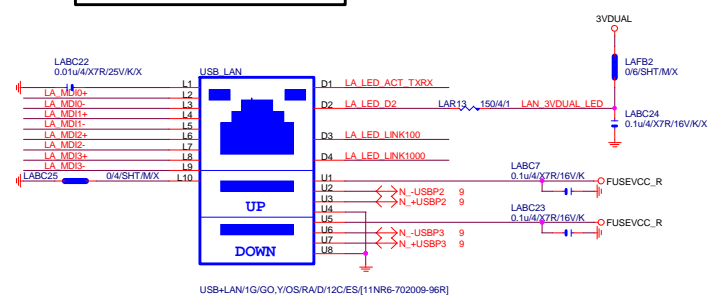 3VDUAL
LABC22
0.01u/4/X7R/25V/K/X
LAFB2
0/6/SHT/M/X
USB_LAN
L1
LA_MDI0+ L2
LA_MDI0- L3
LA_MDI1+ L4
LA_MDI1- L5
LA_MDI2+ L6
LA_MDI2- L7
LA_MDI3+ L8
LA_MDI3- L9
LABC25 0/4/SHT/M/X L10
D1 LA_LED_ACT_TXRX
D2 LA_LED_D2 LAR13 150/4/1 LAN_3VDUAL_LED
LABC24
0.1u/4/X7R/16V/K/X
D3 LA_LED_LINK100
D4 LA_LED_LINK1000
LABC7
0.1u/4/X7R/16V/K
U1 FUSEVCC_R
U2 N_-USBP2 9
U3 N_+USBP2 9
U4
LABC23
0.1u/4/X7R/16V/K
U5 FUSEVCC_R
U6 N_-USBP3 9
U7 N_+USBP3 9
U8
UP
DOWN
USB+LAN/1G/GO,Y/OS/RA/D/12C/ES/[11NR6-702009-96R]